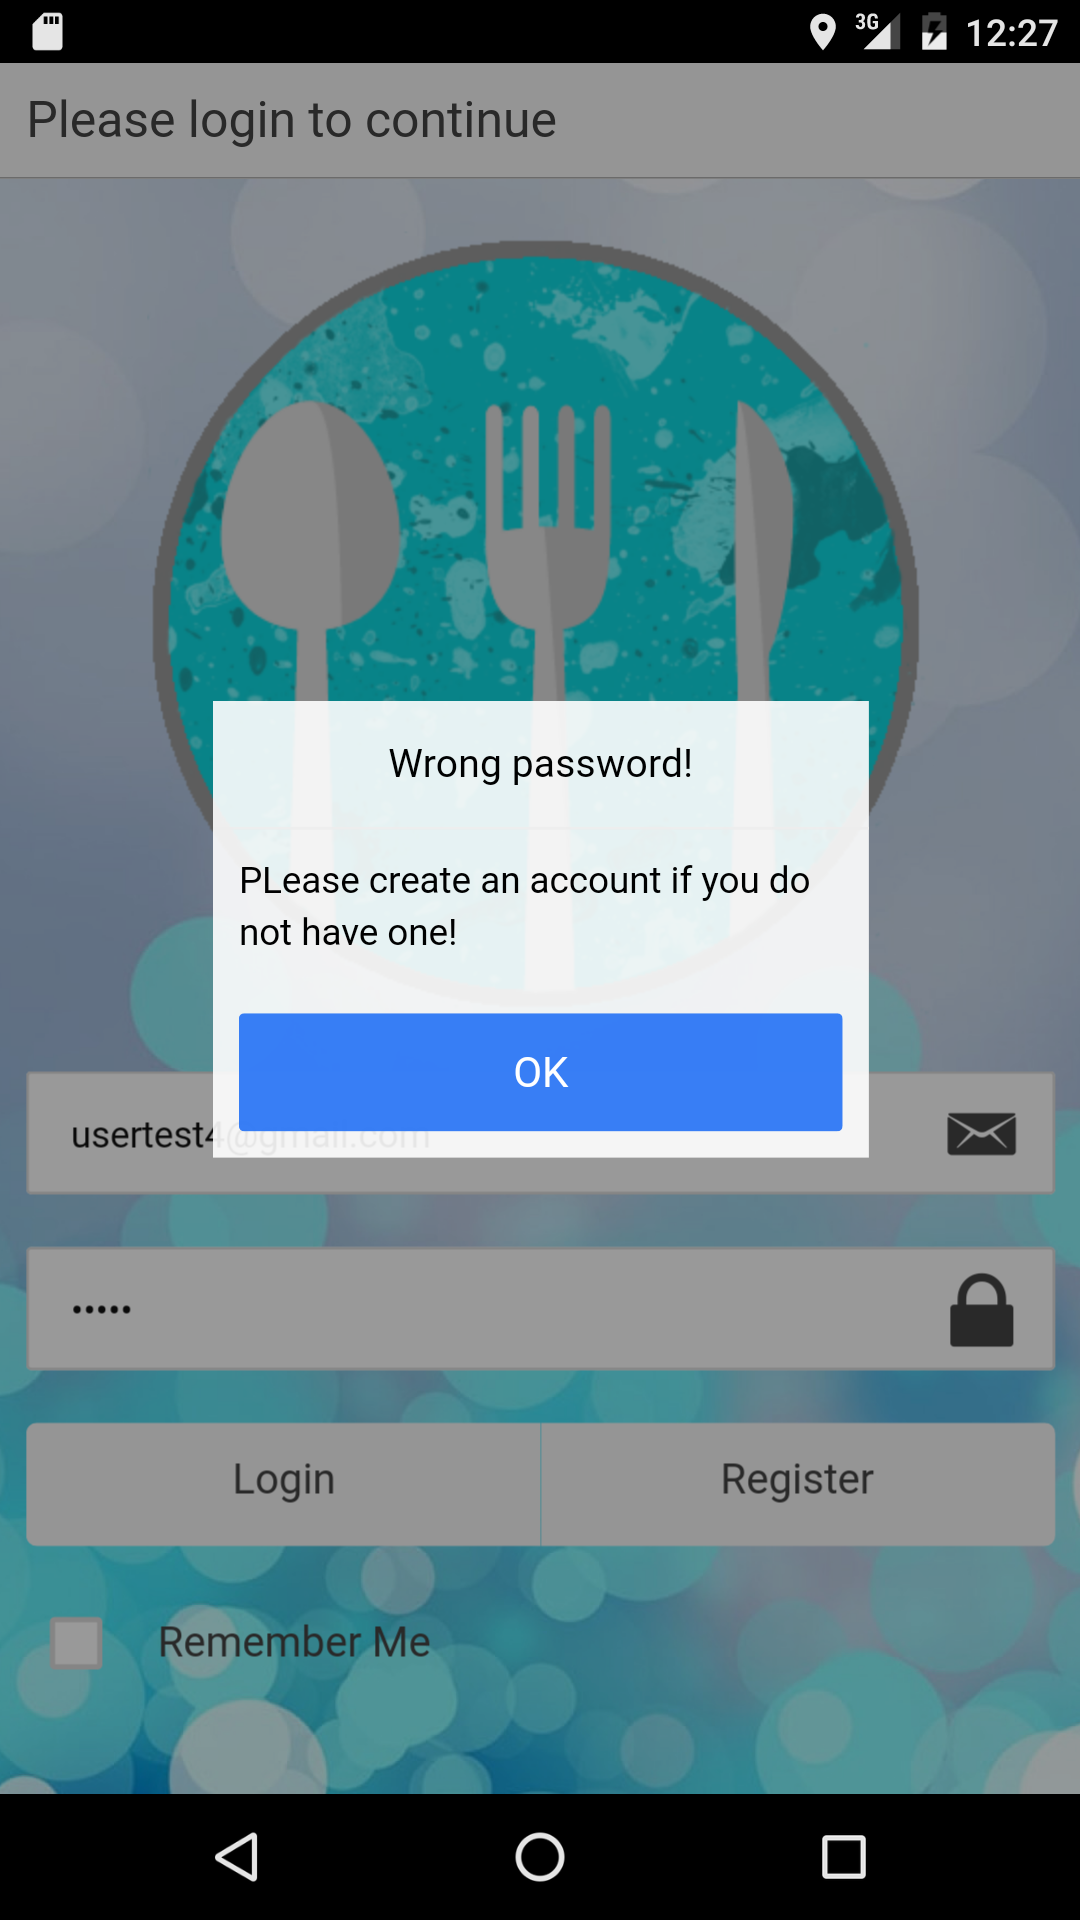 3G 12:27
Please login to continue
Wrong password!
PLease create an account if you do
not have one!
OK
usertest4@gmail.com
•••••
Login Register
Remember Me